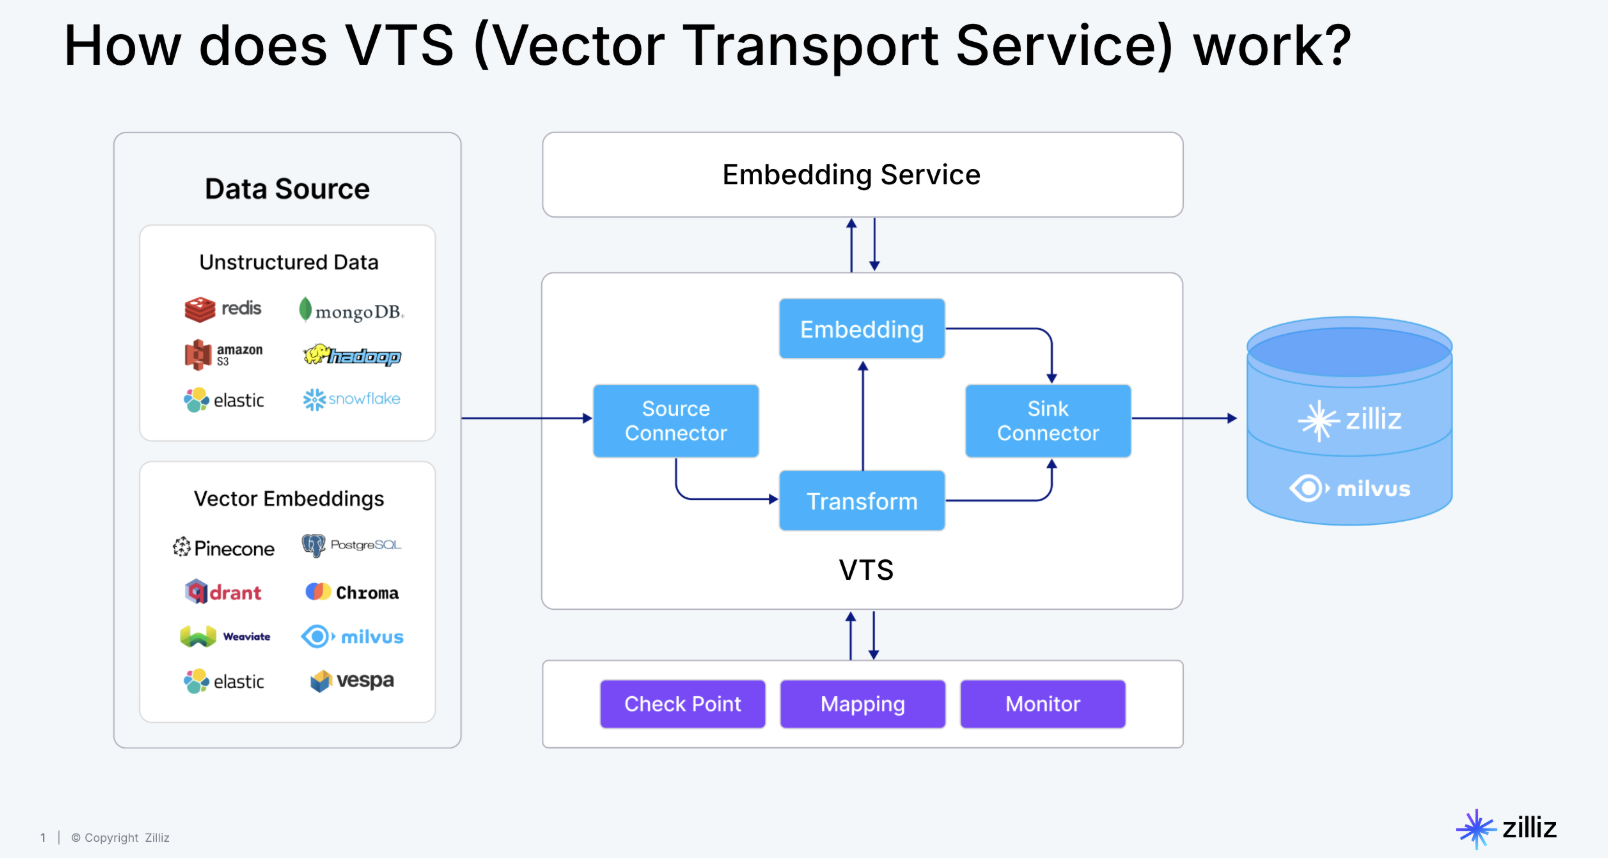 How does VTS (Vector Transport Service) work?
Data Source
Unstructured Data
redis
mongoDB.
amazon
S3
hadoop
elastic
snowflake
Vector Embeddings
Pinecone
PostgreSQL
qdrant
Chroma
Weaviate
milvus
elastic
vespa
Embedding Service
Embedding
Source
Connector
Sink
Connector
Transform
VTS
Check Point
Mapping
Monitor
zilliz
milvus
1 | © Copyright Zilliz
zilliz